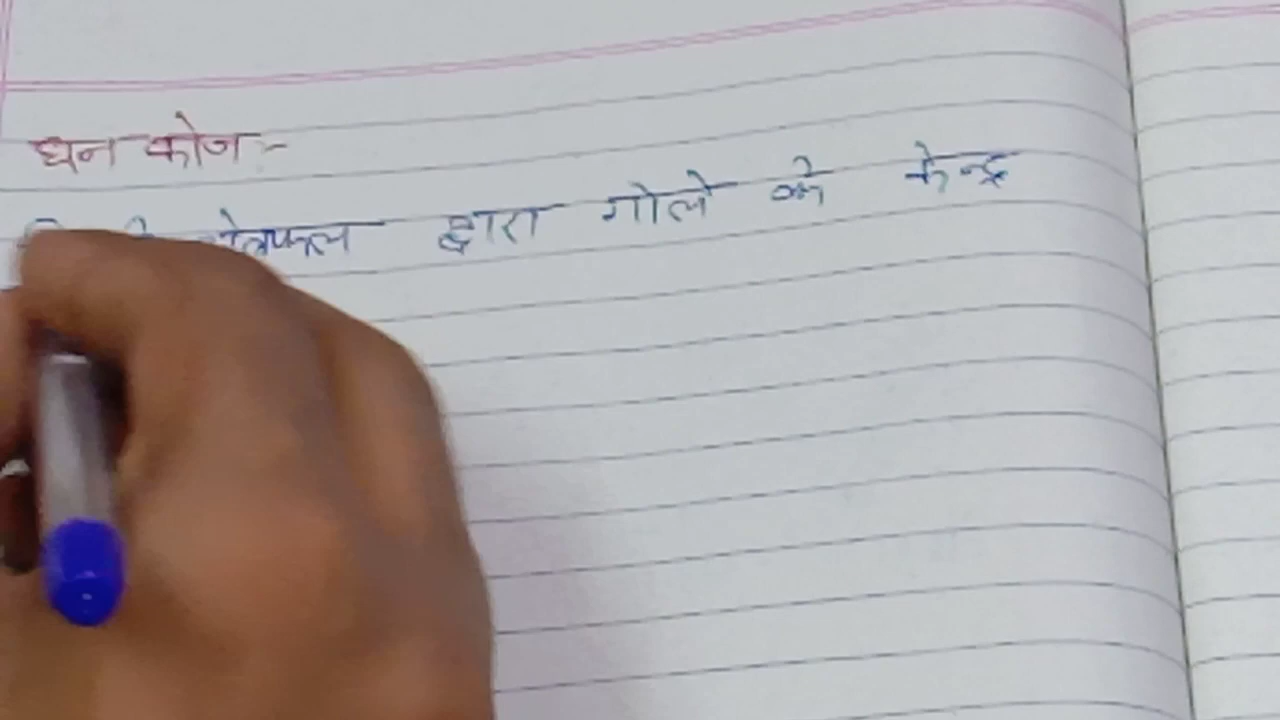 घन कोण :-
क्षेत्रफल द्वारा गोले के केन्द्र